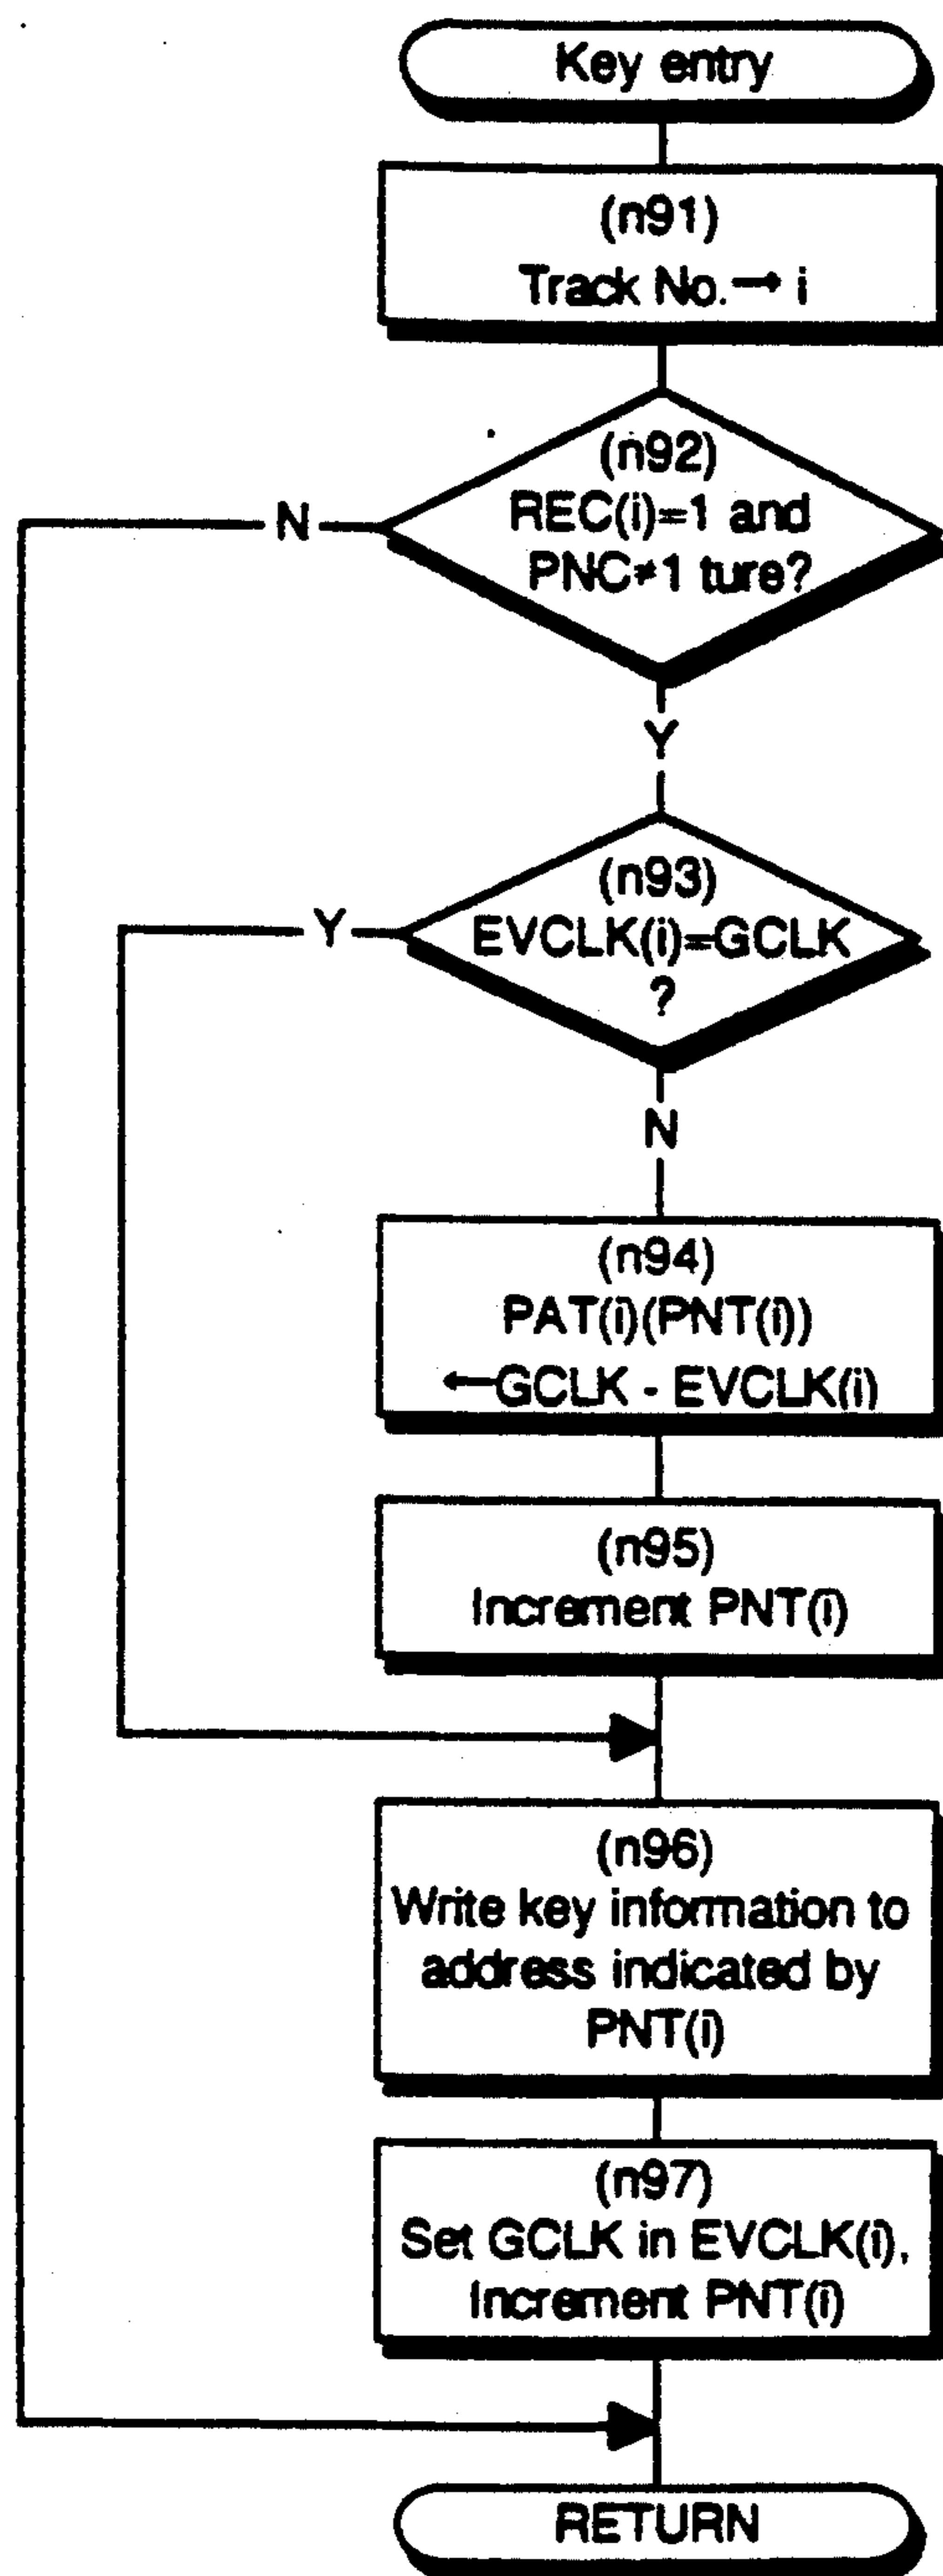 Key entry
(n91)
Track No.→ i
(n92)
REC(i)=1 and
PNC≠1 ture?
N
Y
(n93)
EVCLK(i)=GCLK
?
Y
N
(n94)
PAT(i)(PNT(i))
←GCLK - EVCLK(i)
(n95)
Increment PNT(i)
(n96)
Write key information to
address indicated by
PNT(i)
(n97)
Set GCLK in EVCLK(i),
Increment PNT(i)
RETURN